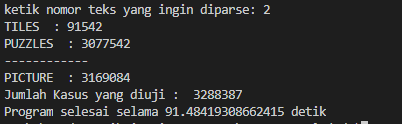 ketik nomor teks yang ingin diparse: 2
TILES  : 91542
PUZZLES  : 3077542
------------
PICTURE  : 3169084
Jumlah Kasus yang diuji :  3288387
Program selesai selama 91.48419308662415 detik